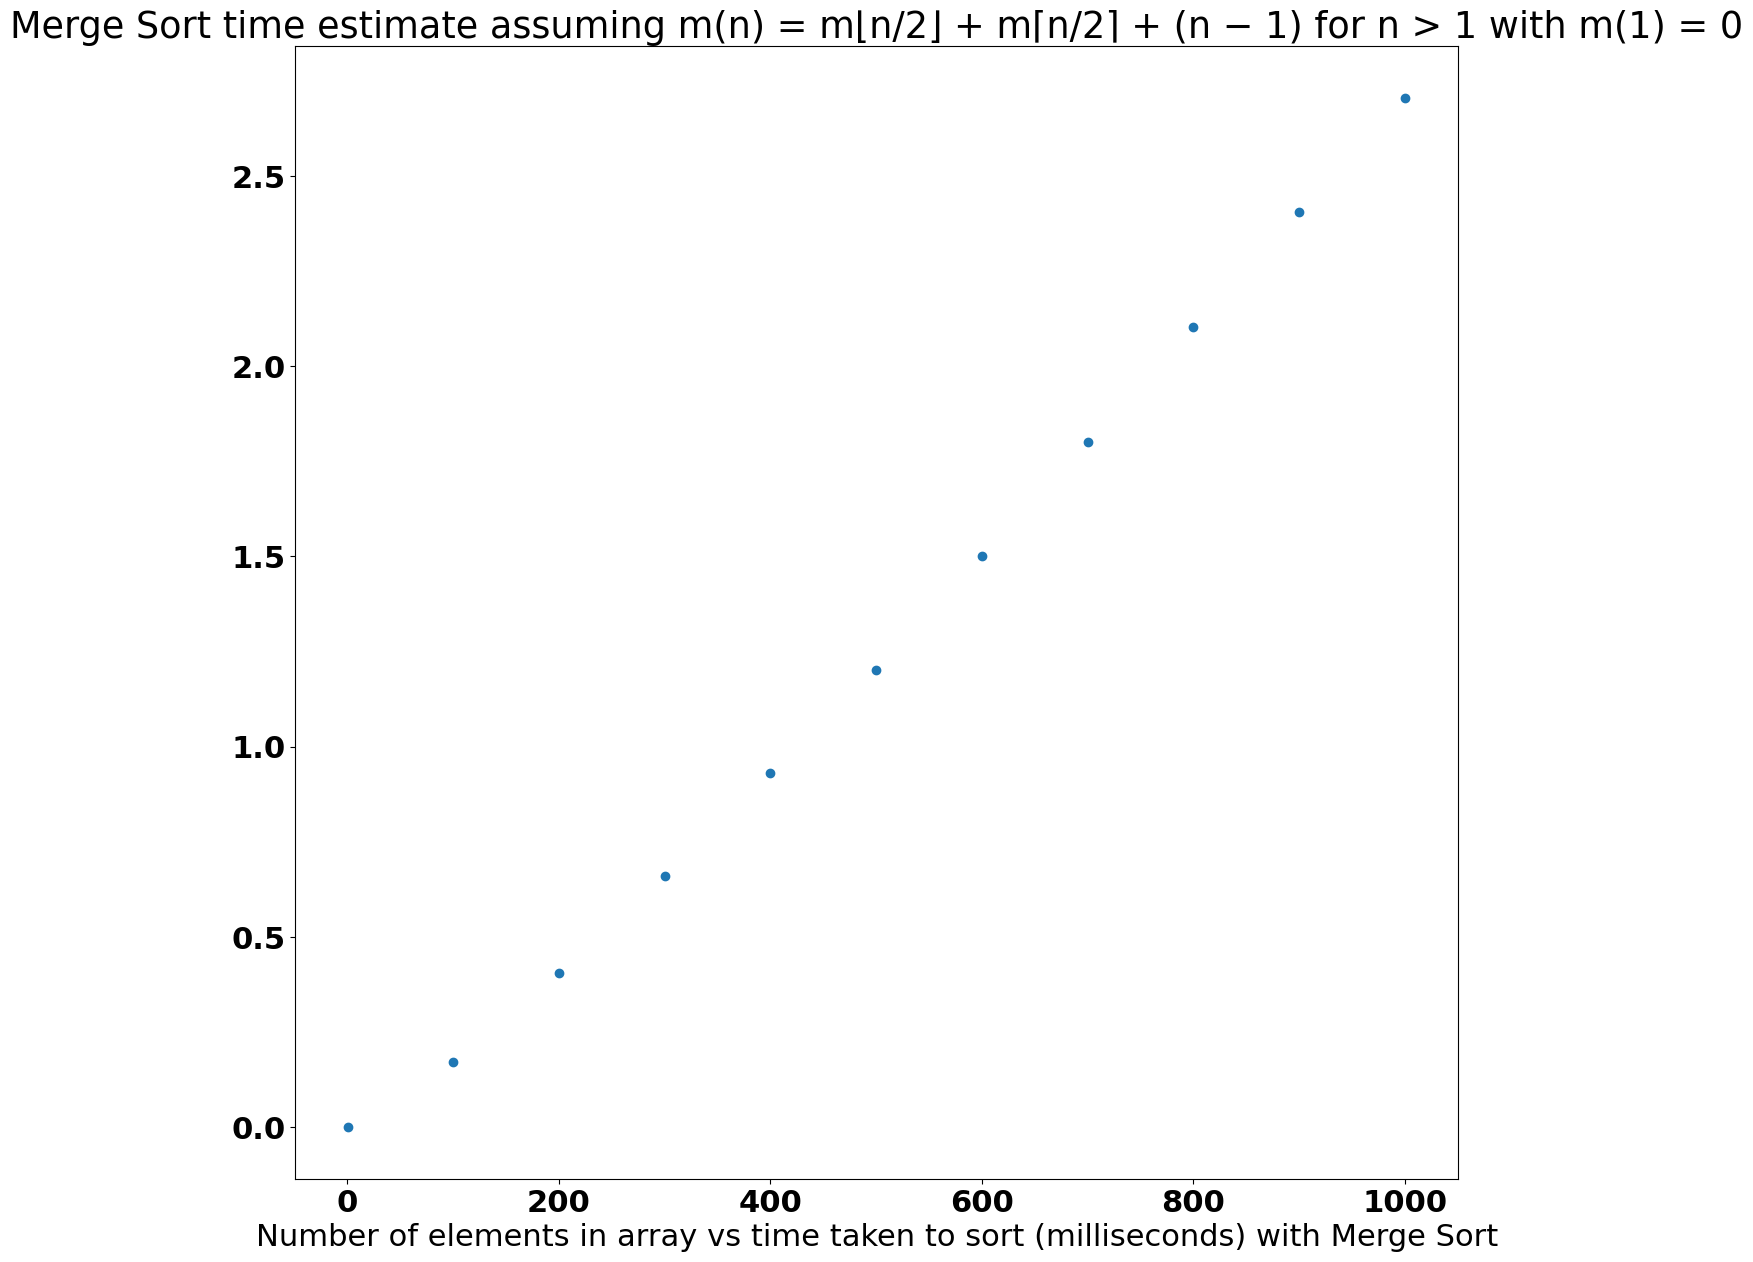 Merge Sort time estimate assuming m(n) = m⌊n/2⌋ + m⌈n/2⌉ + (n − 1) for n > 1 with m(1) = 0
2.5
2.0
1.5
1.0
0.5
0.0
0 200 400 600 800 1000
Number of elements in array vs time taken to sort (milliseconds) with Merge Sort